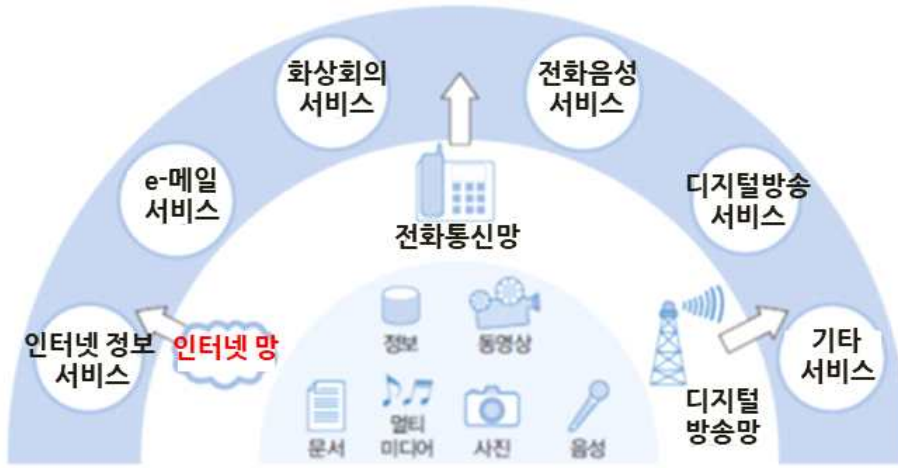 화상회의
서비스
전화음성
서비스
e-메일
서비스
디지털방송
서비스
전화통신망
인터넷 정보
서비스
인터넷 망
정보
동영상
기타
서비스
디지털
방송망
문서
멀티
미디어
사진
음성